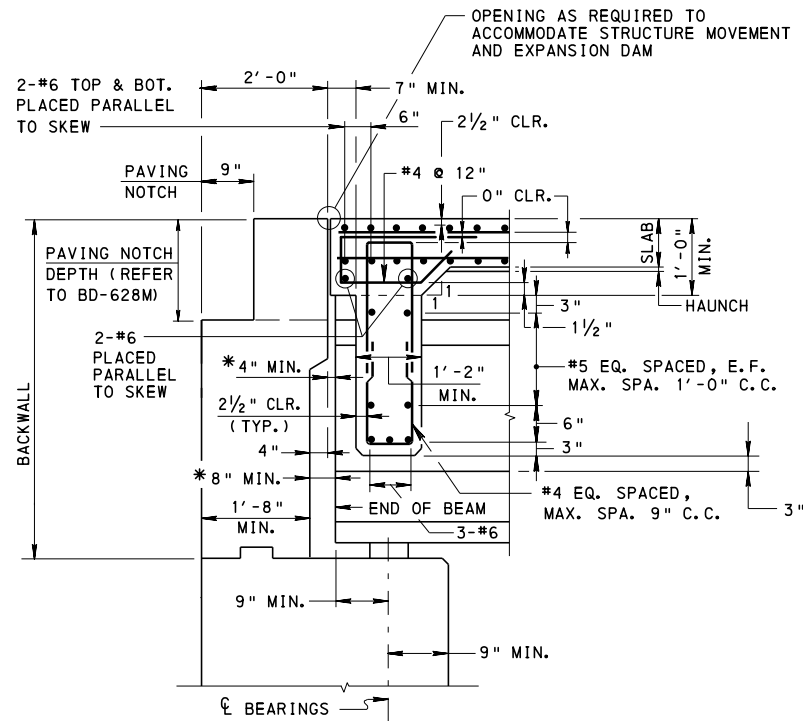 OPENING AS REQUIRED TO
ACCOMMODATE STRUCTURE MOVEMENT
AND EXPANSION DAM
2'-0"
7" MIN.
2-#6 TOP & BOT.
PLACED PARALLEL
TO SKEW
6"
2½" CLR.
PAVING
NOTCH
9"
#4 @ 12"
0" CLR.
SLAB
1'-0"
MIN.
PAVING NOTCH
DEPTH (REFER
TO BD-628M)
1
1
HAUNCH
3"
1½"
2-#6
PLACED
PARALLEL
TO SKEW
*4" MIN.
1'-2"
MIN.
#5 EQ. SPACED, E.F.
MAX. SPA. 1'-0" C.C.
BACKWALL
2½" CLR.
(TYP.)
6"
4"
3"
*8" MIN.
1'-8"
MIN.
END OF BEAM
3-#6
#4 EQ. SPACED,
MAX. SPA. 9" C.C.
3"
9" MIN.
9" MIN.
℄ BEARINGS